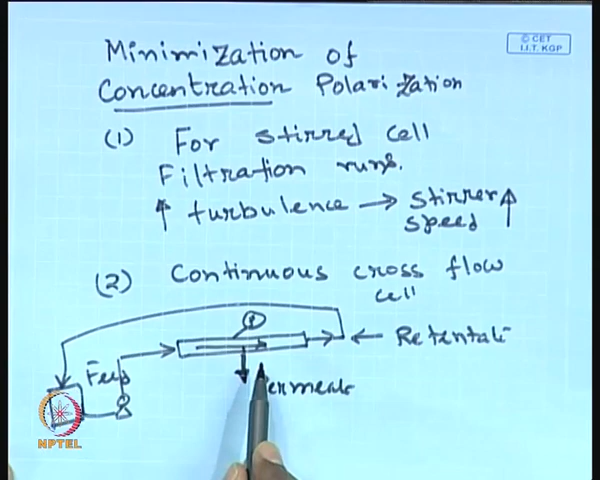 © CET
I.I.T. KGP
Minimization of
Concentration Polarization
(1) For stirred cell
Filtration runs.
↑ turbulence → stirrer ↑
speed
(2) Continuous cross flow
cell
P
← Retentate
Feed
Permeate
NPTEL